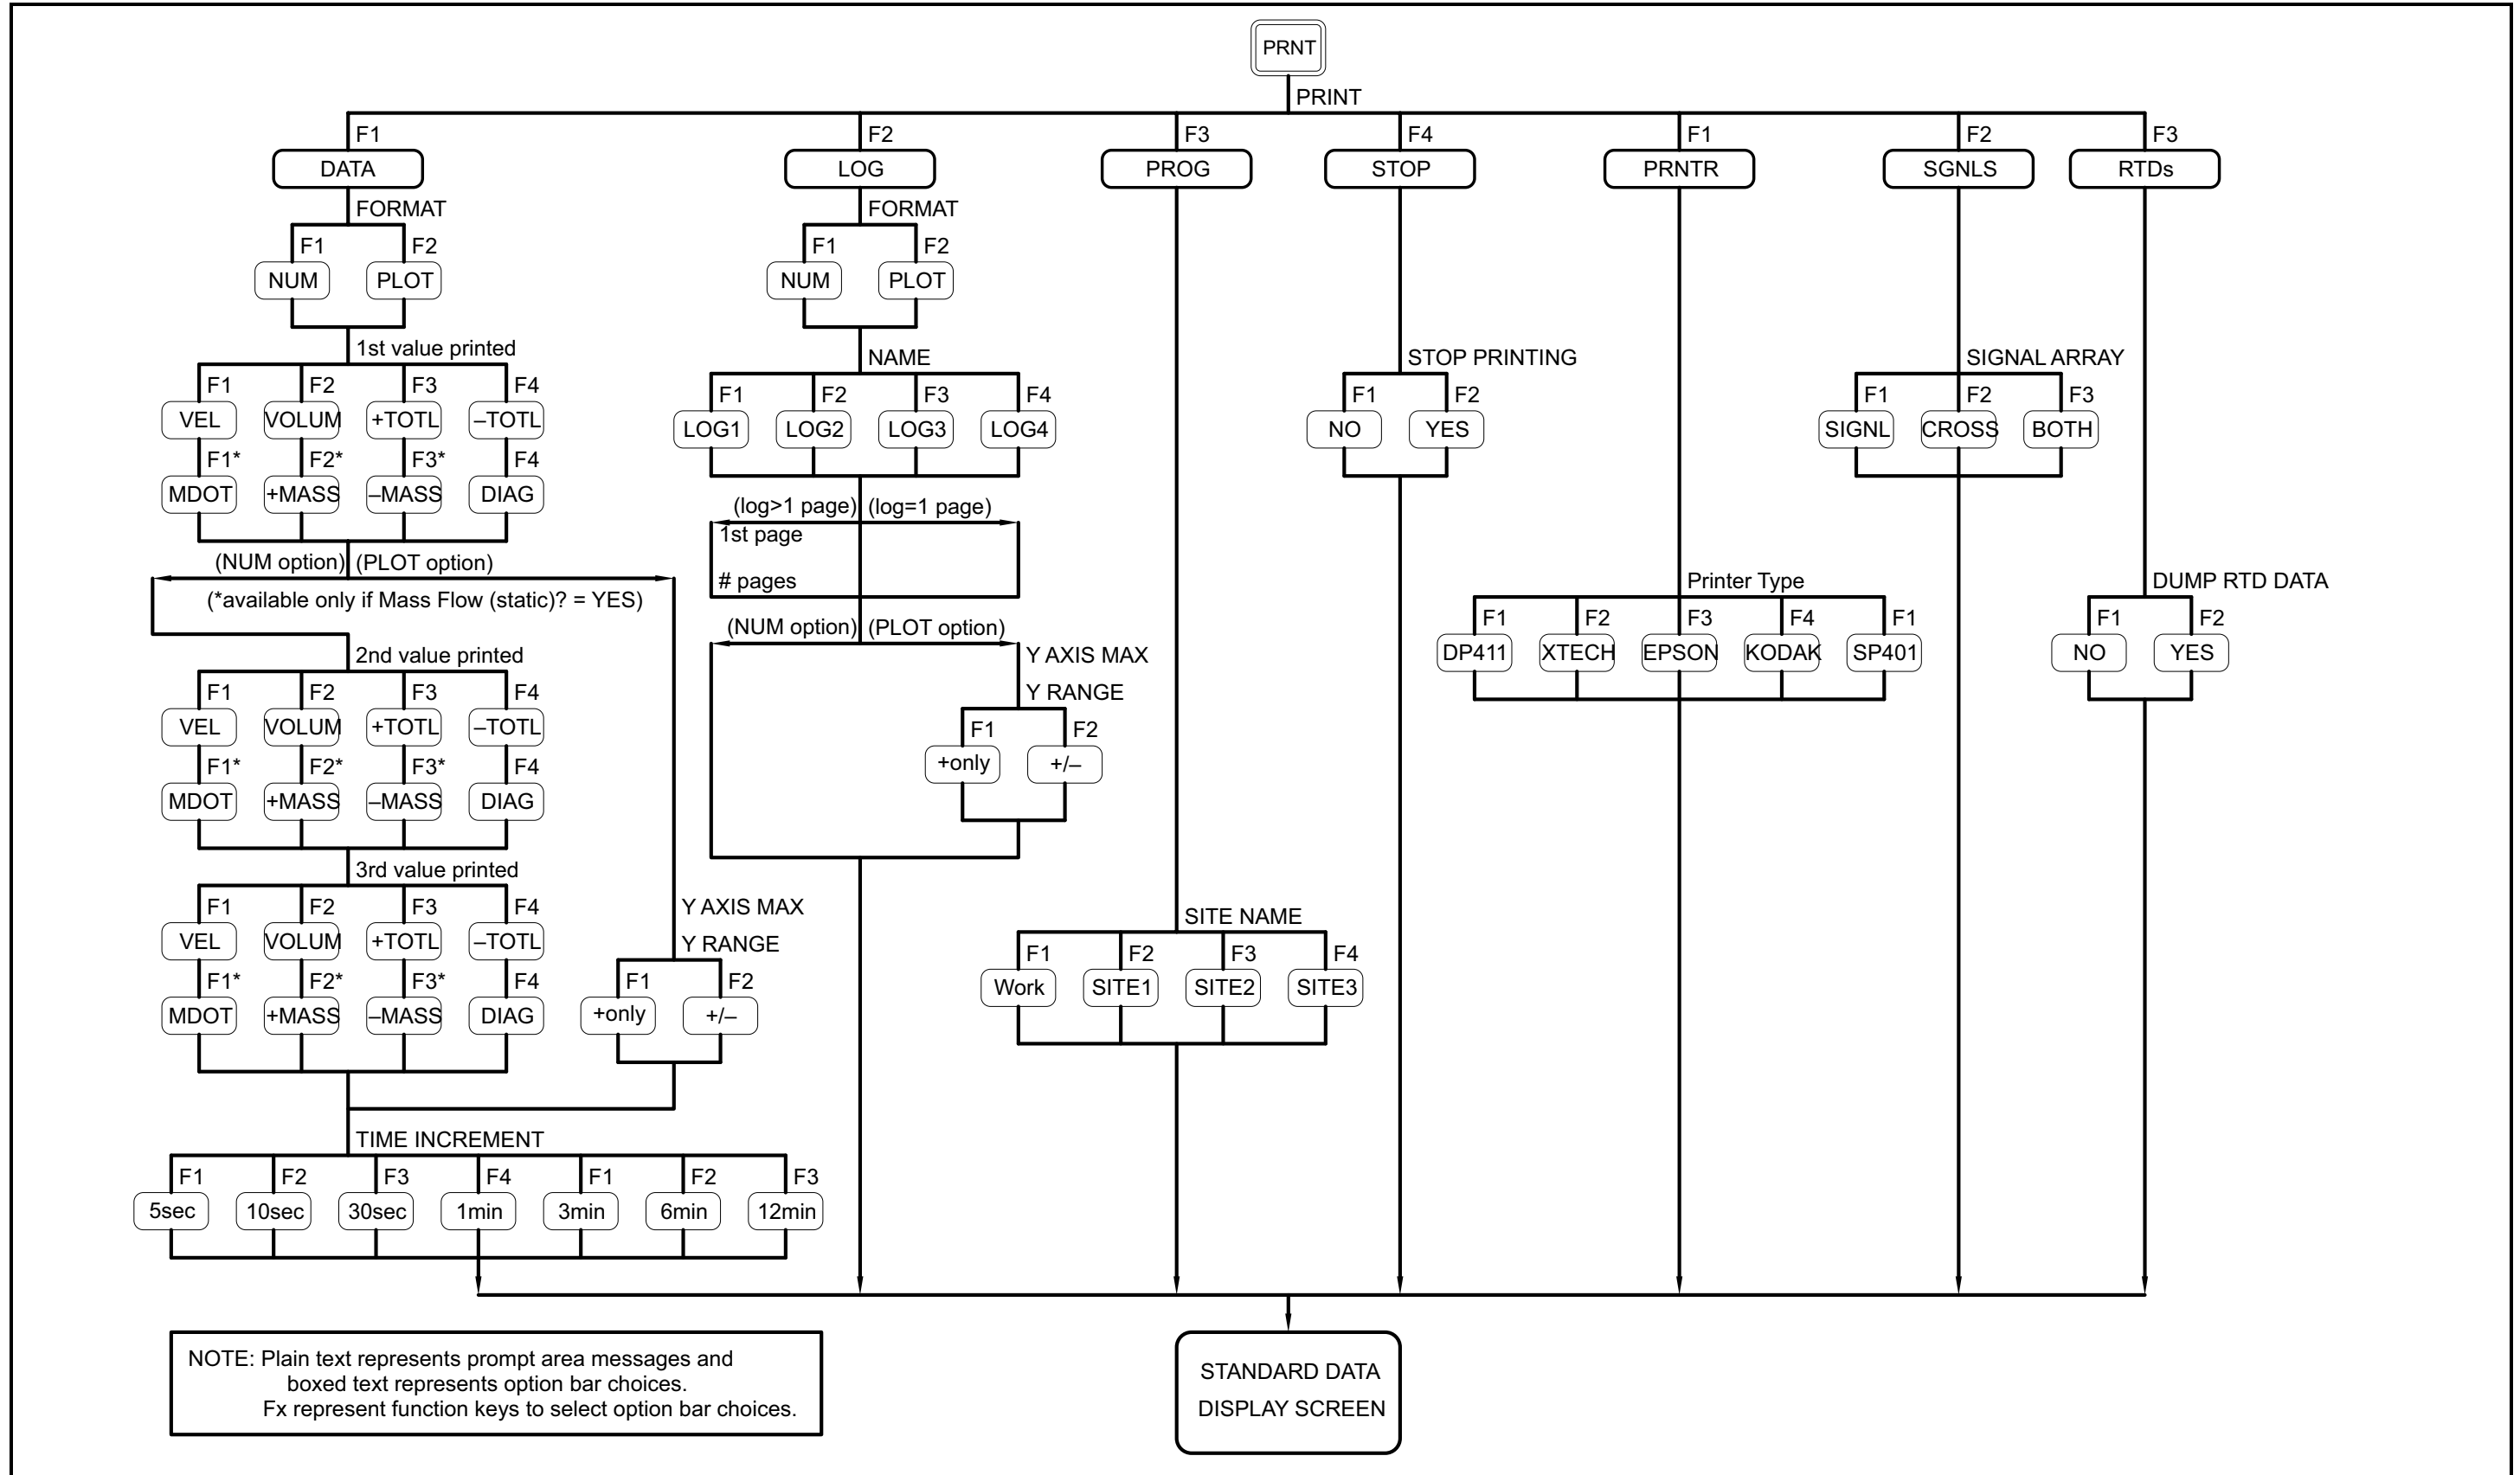 PRNT
PRINT
F1 F2 F3 F4 F1 F2 F3
DATA LOG PROG STOP PRNTR SGNLS RTDs
FORMAT
F1 F2
NUM PLOT
1st value printed
F1 F2 F3 F4
VEL VOLUM +TOTL –TOTL
F1* F2* F3* F4
MDOT +MASS –MASS DIAG
(NUM option) (PLOT option)
(*available only if Mass Flow (static)? = YES)
2nd value printed
F1 F2 F3 F4
VEL VOLUM +TOTL –TOTL
F1* F2* F3* F4
MDOT +MASS –MASS DIAG
3rd value printed
F1 F2 F3 F4
VEL VOLUM +TOTL –TOTL
F1* F2* F3* F4
MDOT +MASS –MASS DIAG
Y AXIS MAX
Y RANGE
F1 F2
+only +/–
TIME INCREMENT
F1 F2 F3 F4 F1 F2 F3
5sec 10sec 30sec 1min 3min 6min 12min
FORMAT
F1 F2
NUM PLOT
NAME
F1 F2 F3 F4
LOG1 LOG2 LOG3 LOG4
(log>1 page) (log=1 page)
1st page
# pages
(NUM option) (PLOT option)
Y AXIS MAX
Y RANGE
F1 F2
+only +/–
SITE NAME
F1 F2 F3 F4
Work SITE1 SITE2 SITE3
STOP PRINTING
F1 F2
NO YES
Printer Type
F1 F2 F3 F4 F1
DP411 XTECH EPSON KODAK SP401
SIGNAL ARRAY
F1 F2 F3
SIGNL CROSS BOTH
DUMP RTD DATA
F1 F2
NO YES
NOTE: Plain text represents prompt area messages and
boxed text represents option bar choices.
Fx represent function keys to select option bar choices.
STANDARD DATA
DISPLAY SCREEN